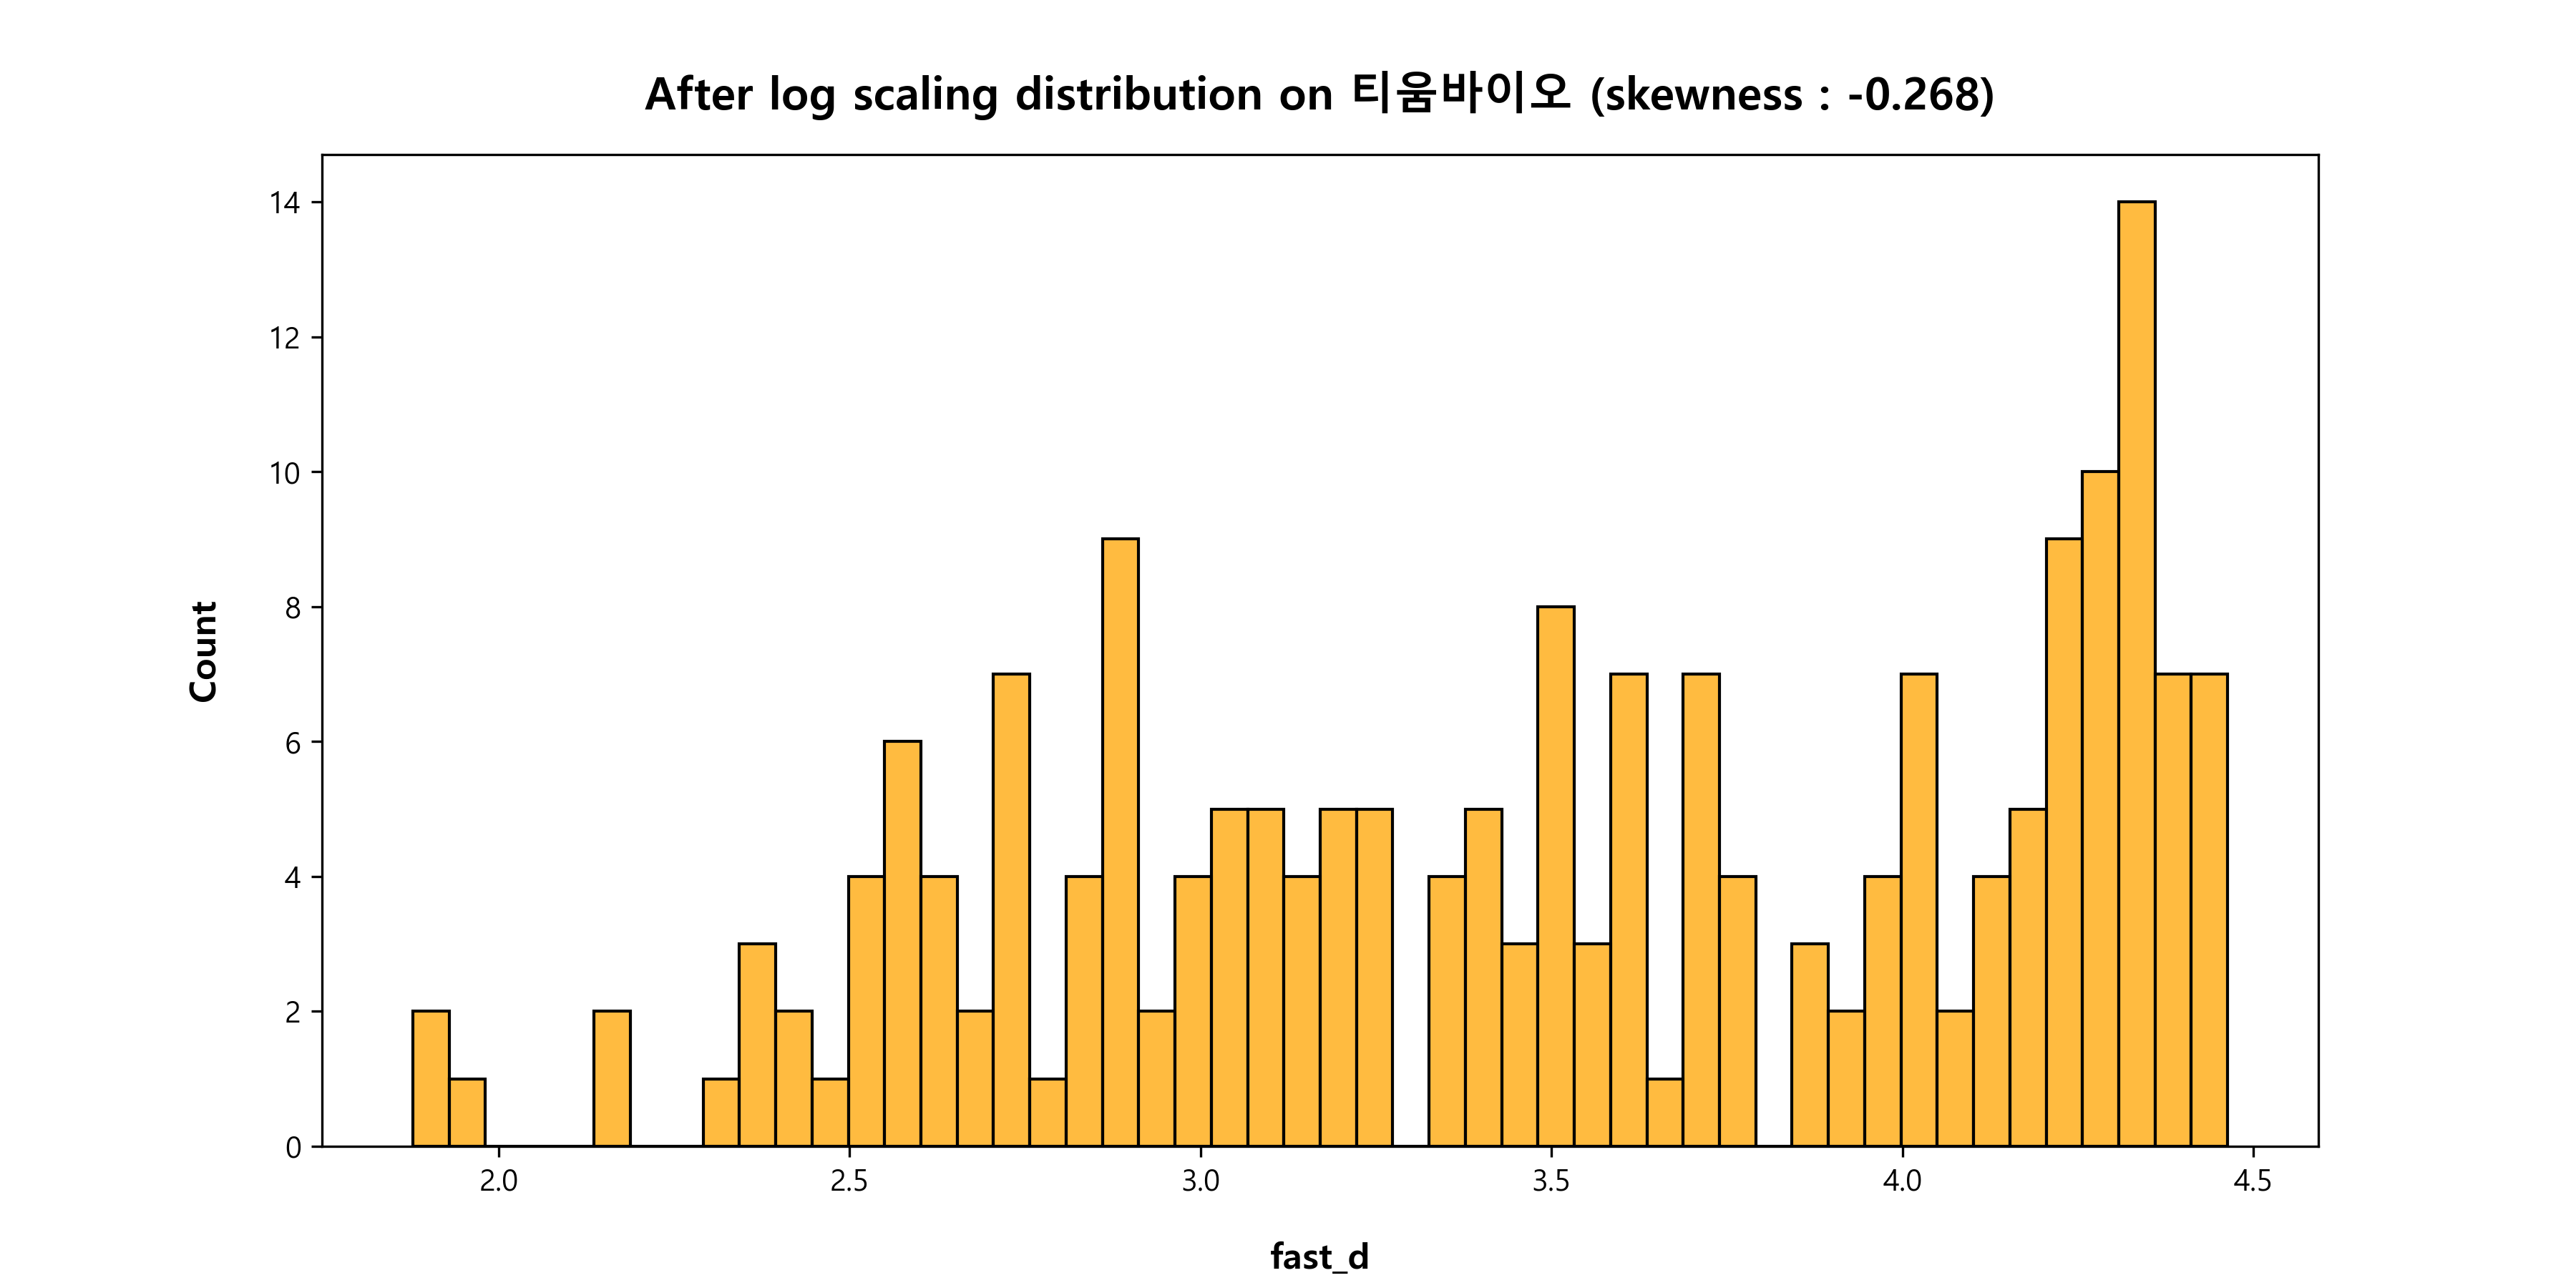 After log scaling distribution on 티움바이오 (skewness : -0.268)
14
12
10
8
6
4
2
0
Count
2.0 2.5 3.0 3.5 4.0 4.5
fast_d